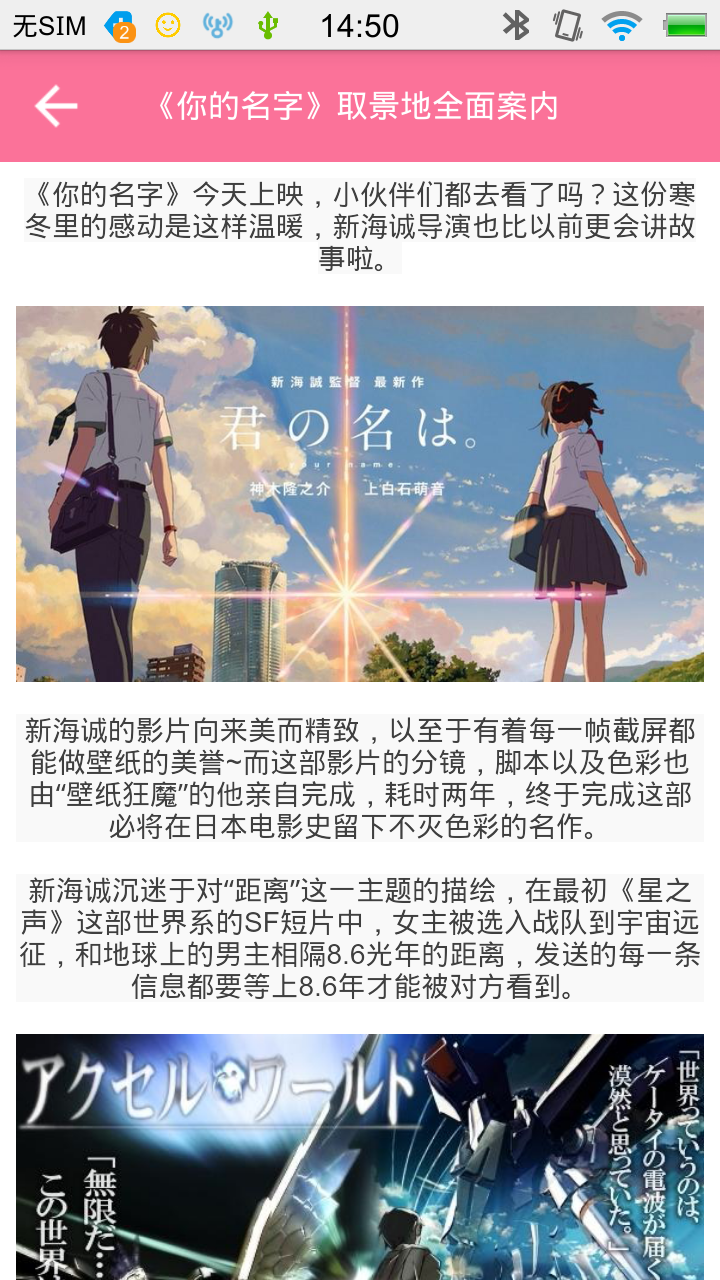 无SIM 2 14:50
《你的名字》取景地全面案内
《你的名字》今天上映，小伙伴们都去看了吗？这份寒
冬里的感动是这样温暖，新海诚导演也比以前更会讲故
事啦。
新海誠監督 最新作
君の名は。
your name.
神木隆之介 上白石萌音
新海诚的影片向来美而精致，以至于有着每一帧截屏都
能做壁纸的美誉~而这部影片的分镜，脚本以及色彩也
由“壁纸狂魔”的他亲自完成，耗时两年，终于完成这部
必将在日本电影史留下不灭色彩的名作。
新海诚沉迷于对“距离”这一主题的描绘，在最初《星之
声》这部世界系的SF短片中，女主被选入战队到宇宙远
征，和地球上的男主相隔8.6光年的距离，发送的每一条
信息都要等上8.6年才能被对方看到。
アクセル・ワールド
「世界っていうのは、
ケータイの電波が届く
漠然と思っていた。」
「無限だ…
この世界